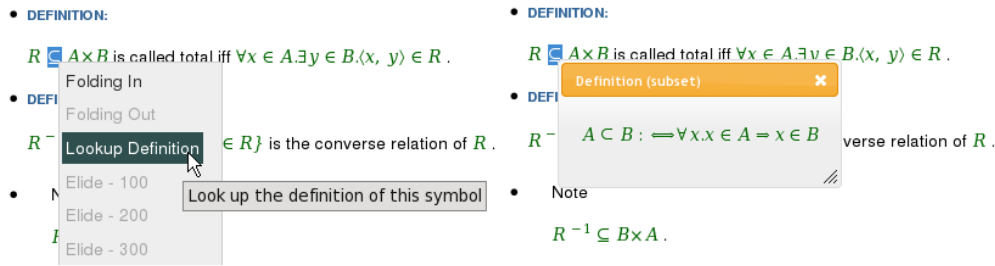 DEFINITION:
R ⊆ A×B is called total iff ∀x ∈ A.∃y ∈ B.⟨x, y⟩ ∈ R .
Folding In
DEFI
Folding Out
R⁻ Lookup Definition ∈ R} is the converse relation of R .
Elide - 100
N
Look up the definition of this symbol
Elide - 200
R
Elide - 300
DEFINITION:
R ⊆ A×B is called total iff ∀x ∈ A.∃y ∈ B.⟨x, y⟩ ∈ R .
Definition (subset)
DEFI
R⁻ A ⊂ B : ⟺∀ x.x ∈ A ⇒ x ∈ B verse relation of R .
Note
R⁻¹ ⊆ B×A .